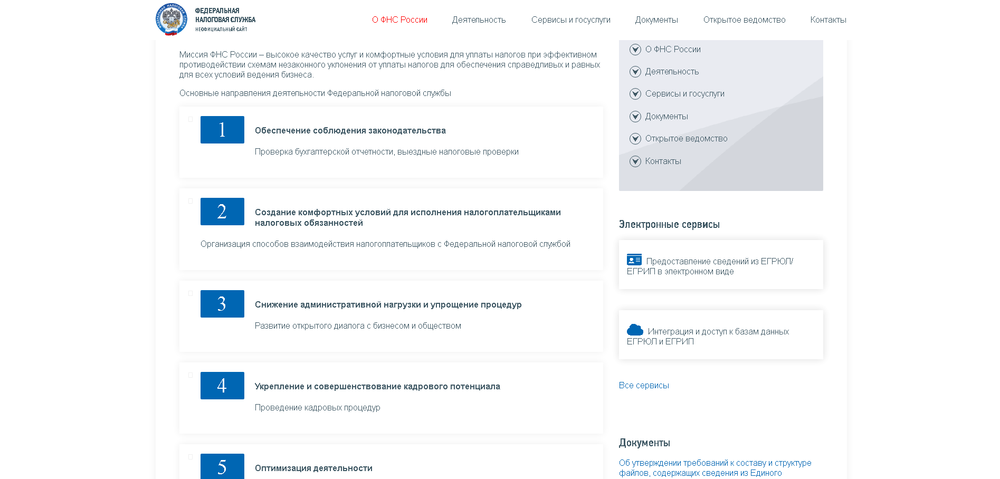 ФЕДЕРАЛЬНАЯ
НАЛОГОВАЯ СЛУЖБА
НЕОФИЦИАЛЬНЫЙ САЙТ
О ФНС России
Деятельность
Сервисы и госуслуги
Документы
Открытое ведомство
Контакты
Миссия ФНС России – высокое качество услуг и комфортные условия для уплаты налогов при эффективном
противодействии схемам незаконного уклонения от уплаты налогов для обеспечения справедливых и равных
для всех условий ведения бизнеса.
Основные направления деятельности Федеральной налоговой службы
1
Обеспечение соблюдения законодательства
Проверка бухгалтерской отчетности, выездные налоговые проверки
2
Создание комфортных условий для исполнения налогоплательщиками
налоговых обязанностей
Организация способов взаимодействия налогоплательщиков с Федеральной налоговой службой
3
Снижение административной нагрузки и упрощение процедур
Развитие открытого диалога с бизнесом и обществом
4
Укрепление и совершенствование кадрового потенциала
Проведение кадровых процедур
5
Оптимизация деятельности
О ФНС России
Деятельность
Сервисы и госуслуги
Документы
Открытое ведомство
Контакты
Электронные сервисы
Предоставление сведений из ЕГРЮЛ/
ЕГРИП в электронном виде
Интеграция и доступ к базам данных
ЕГРЮЛ и ЕГРИП
Все сервисы
Документы
Об утверждении требований к составу и структуре
файлов, содержащих сведения из Единого